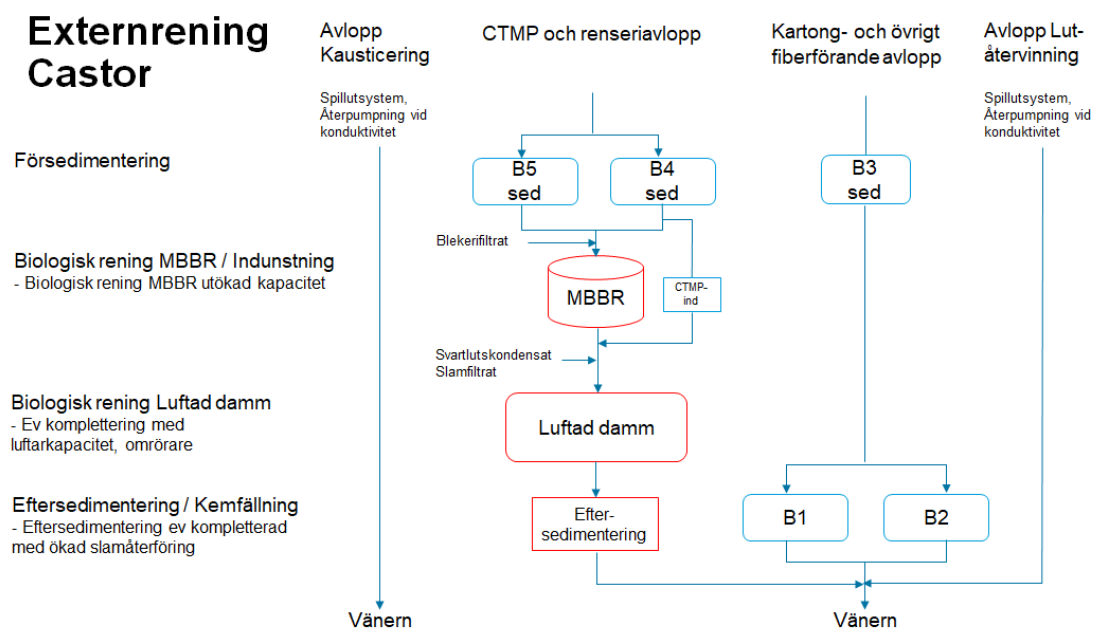 Externrening
Castor
Avlopp
Kausticering
CTMP och renseriavlopp
Kartong- och övrigt
fiberförande avlopp
Avlopp Lut-
återvinning
Spillutsystem,
Återpumpning vid
konduktivitet
Spillutsystem,
Återpumpning vid
konduktivitet
Försedimentering
B5
sed
B4
sed
B3
sed
Blekerifiltrat
Biologisk rening MBBR / Indunstning
- Biologisk rening MBBR utökad kapacitet
MBBR
CTMP-
ind
Svartlutskondensat
Slamfiltrat
Biologisk rening Luftad damm
- Ev komplettering med
luftarkapacitet, omrörare
Luftad damm
Eftersedimentering / Kemfällning
- Eftersedimentering ev kompletterad
med ökad slamåterföring
Efter-
sedimentering
B1
B2
Vänern
Vänern